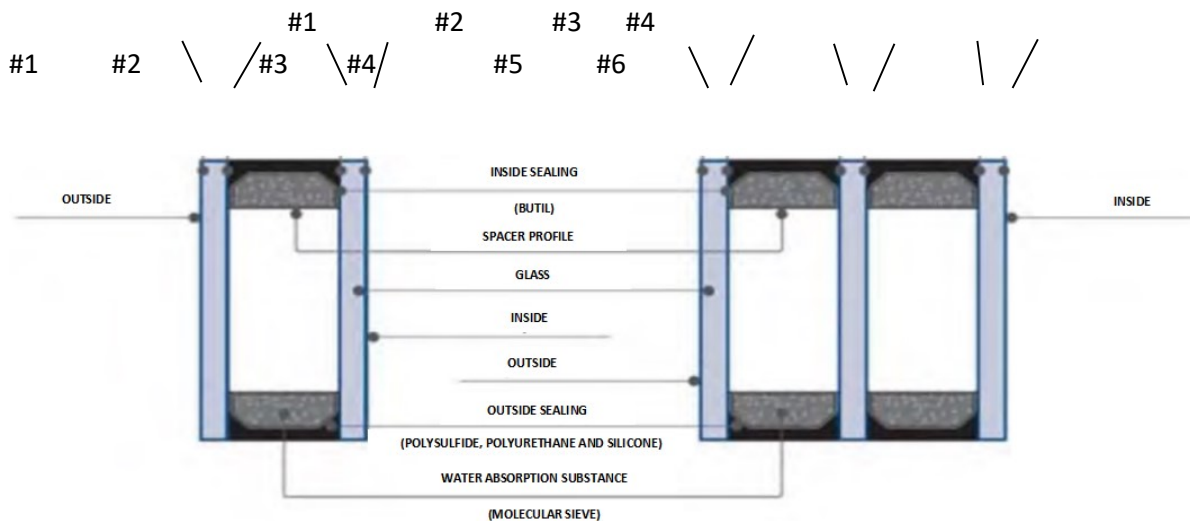 #1 #2 #3 #4
#1 #2 #3 #4 #5 #6
OUTSIDE
INSIDE SEALING
(BUTIL)
INSIDE
SPACER PROFILE
GLASS
INSIDE
OUTSIDE
OUTSIDE SEALING
(POLYSULFIDE, POLYURETHANE AND SILICONE)
WATER ABSORPTION SUBSTANCE
(MOLECULAR SIEVE)